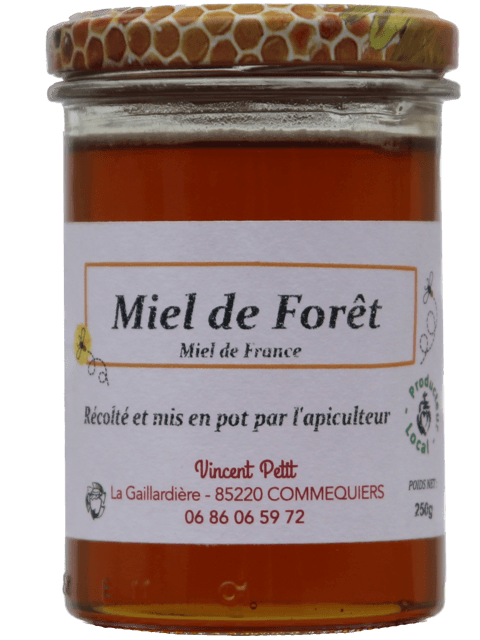 Miel de Forêt
Miel de France
Récolté et mis en pot par l'apiculteur
Producteur
Local
Vincent Petit
La Gaillardière - 85220 COMMEQUIERS
06 86 06 59 72
POIDS NET:
250g